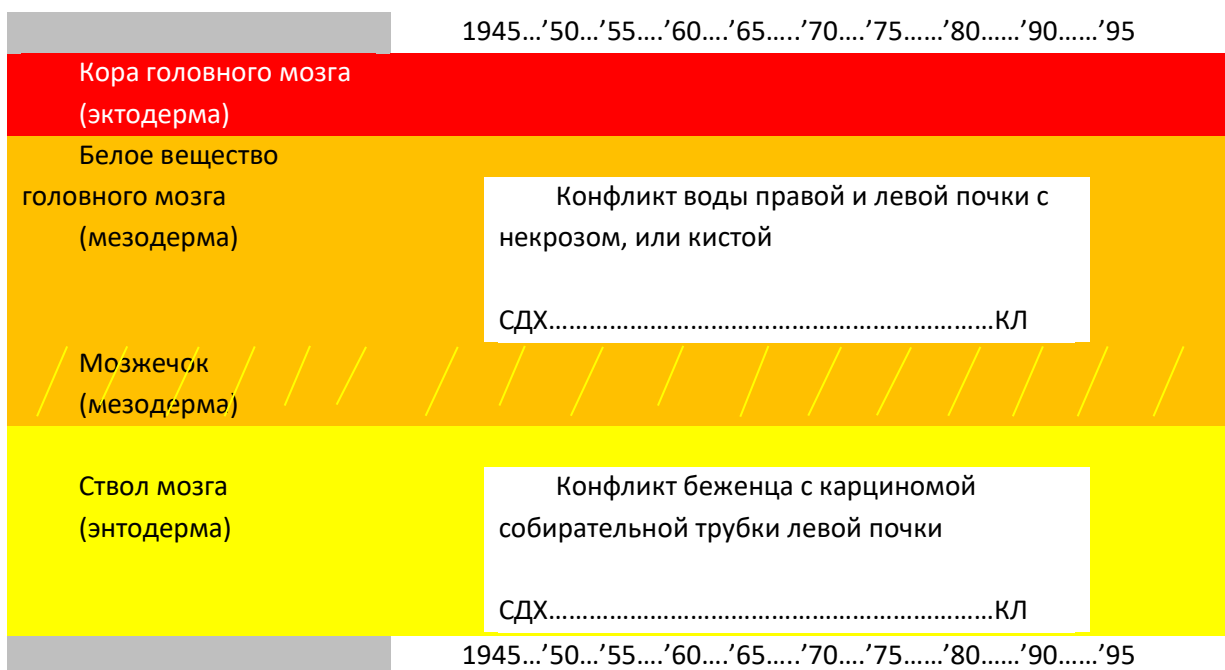 1945…’50…’55….’60….’65…..’70….’75……’80……’90……’95
Кора головного мозга
(эктодерма)
Белое вещество
головного мозга
(мезодерма)
Конфликт воды правой и левой почки с
некрозом, или кистой
СДХ…………………………………………………………КЛ
Мозжечок
(мезодерма)
Ствол мозга
(энтодерма)
Конфликт беженца с карциномой
собирательной трубки левой почки
СДХ…………………………………………………………КЛ
1945…’50…’55….’60….’65…..’70….’75……’80……’90……’95